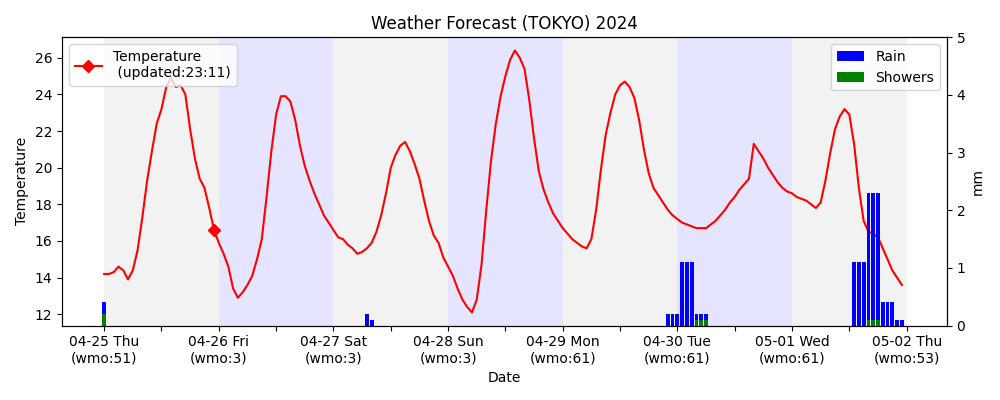 Weather Forecast (TOKYO) 2024
Temperature
(updated:23:11)
Rain
Showers
Temperature
26
24
22
20
18
16
14
12
5
4
3
2
1
0
mm
04-25 Thu
(wmo:51)
04-26 Fri
(wmo:3)
04-27 Sat
(wmo:3)
04-28 Sun
(wmo:3)
04-29 Mon
(wmo:61)
04-30 Tue
(wmo:61)
05-01 Wed
(wmo:61)
05-02 Thu
(wmo:53)
Date